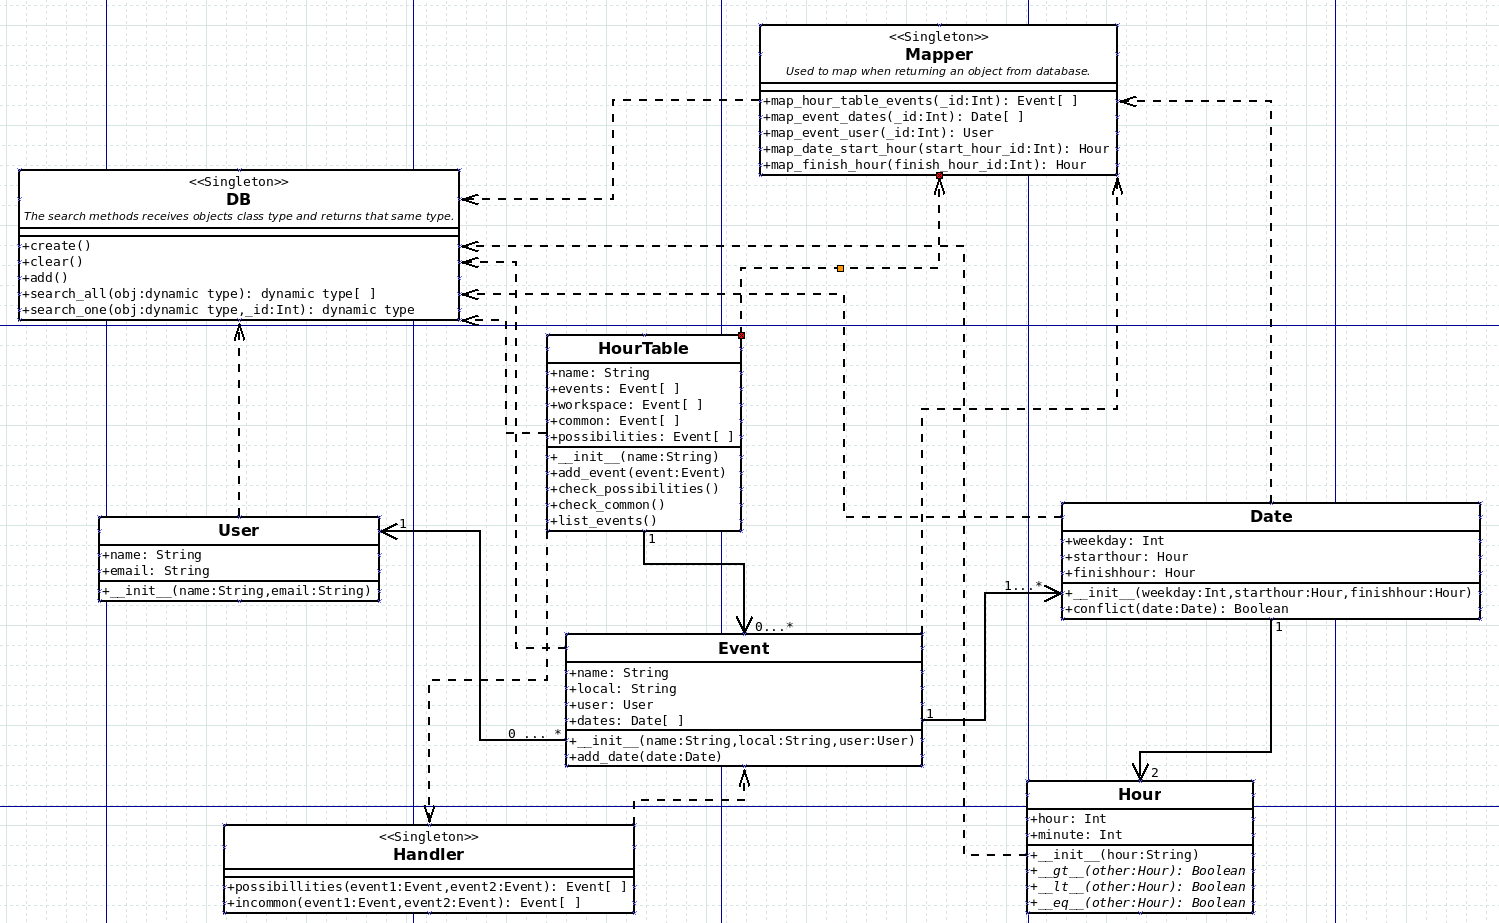 <<Singleton>>
Mapper
Used to map when returning an object from database.
+map_hour_table_events(_id:Int): Event[ ]
+map_event_dates(_id:Int): Date[ ]
+map_event_user(_id:Int): User
+map_date_start_hour(start_hour_id:Int): Hour
+map_finish_hour(finish_hour_id:Int): Hour
<<Singleton>>
DB
The search methods receives objects class type and returns that same type.
+create()
+clear()
+add()
+search_all(obj:dynamic type): dynamic type[ ]
+search_one(obj:dynamic type,_id:Int): dynamic type
HourTable
+name: String
+events: Event[ ]
+workspace: Event[ ]
+common: Event[ ]
+possibilities: Event[ ]
+__init__(name:String)
+add_event(event:Event)
+check_possibilities()
+check_common()
+list_events()
1
0...*
User
+name: String
+email: String
+__init__(name:String,email:String)
1
0 ... *
Date
+weekday: Int
+starthour: Hour
+finishhour: Hour
+__init__(weekday:Int,starthour:Hour,finishhour:Hour)
+conflict(date:Date): Boolean
1...*
1
Event
+name: String
+local: String
+user: User
+dates: Date[ ]
+__init__(name:String,local:String,user:User)
+add_date(date:Date)
1
2
Hour
+hour: Int
+minute: Int
+__init__(hour:String)
+__gt__(other:Hour): Boolean
+__lt__(other:Hour): Boolean
+__eq__(other:Hour): Boolean
<<Singleton>>
Handler
+possibillities(event1:Event,event2:Event): Event[ ]
+incommon(event1:Event,event2:Event): Event[ ]